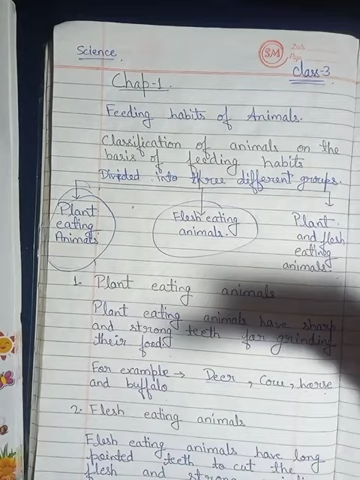 Science
SM
Class-3
Chap-1
Feeding habits of Animals.
Classification of animals on the
basis of feeding habits
Divided into three different groups.
Plant
eating
Animals
Flesh eating
animals.
Plant
and flesh
eating
animals
1. Plant eating animals
Plant eating animals have sharp
and strong teeth for grinding
their food.
For example → Deer, Cow, horse
and buffalo
2. Flesh eating animals
Flesh eating animals have long
pointed teeth to cut the
flesh and strong